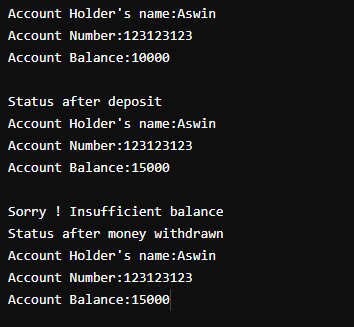 Account Holder's name:Aswin
Account Number:123123123
Account Balance:10000
Status after deposit
Account Holder's name:Aswin
Account Number:123123123
Account Balance:15000
Sorry ! Insufficient balance
Status after money withdrawn
Account Holder's name:Aswin
Account Number:123123123
Account Balance:15000